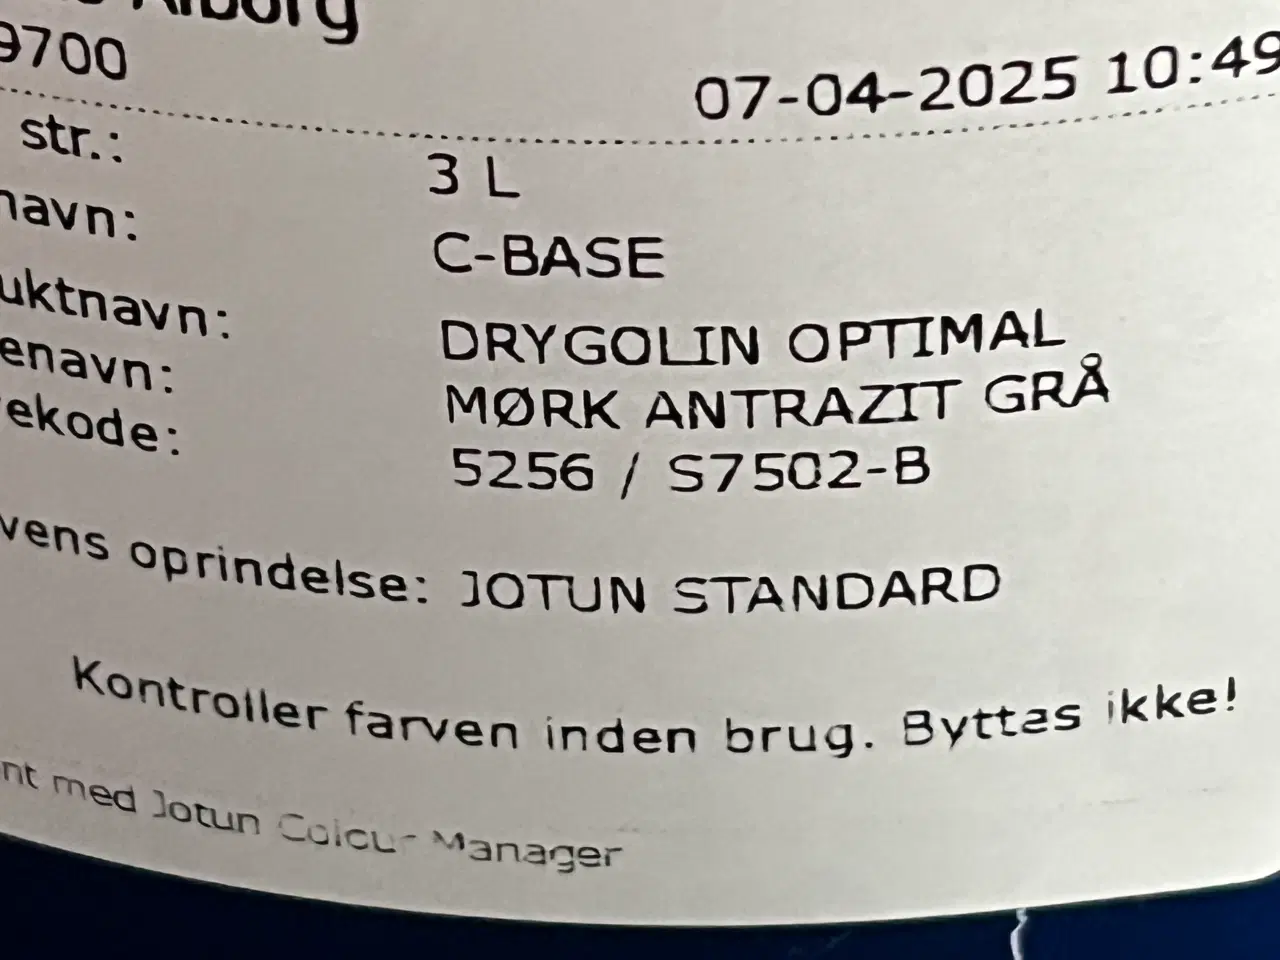 Ålborg
9700
07-04-2025 10:49
str.: 3 L
navn: C-BASE
uktnavn: DRYGOLIN OPTIMAL
enavn: MØRK ANTRAZIT GRÅ
ekode: 5256 / S7502-B
vens oprindelse: JOTUN STANDARD
Kontroller farven inden brug. Byttes ikke!
nt med Jotun Colour Manager